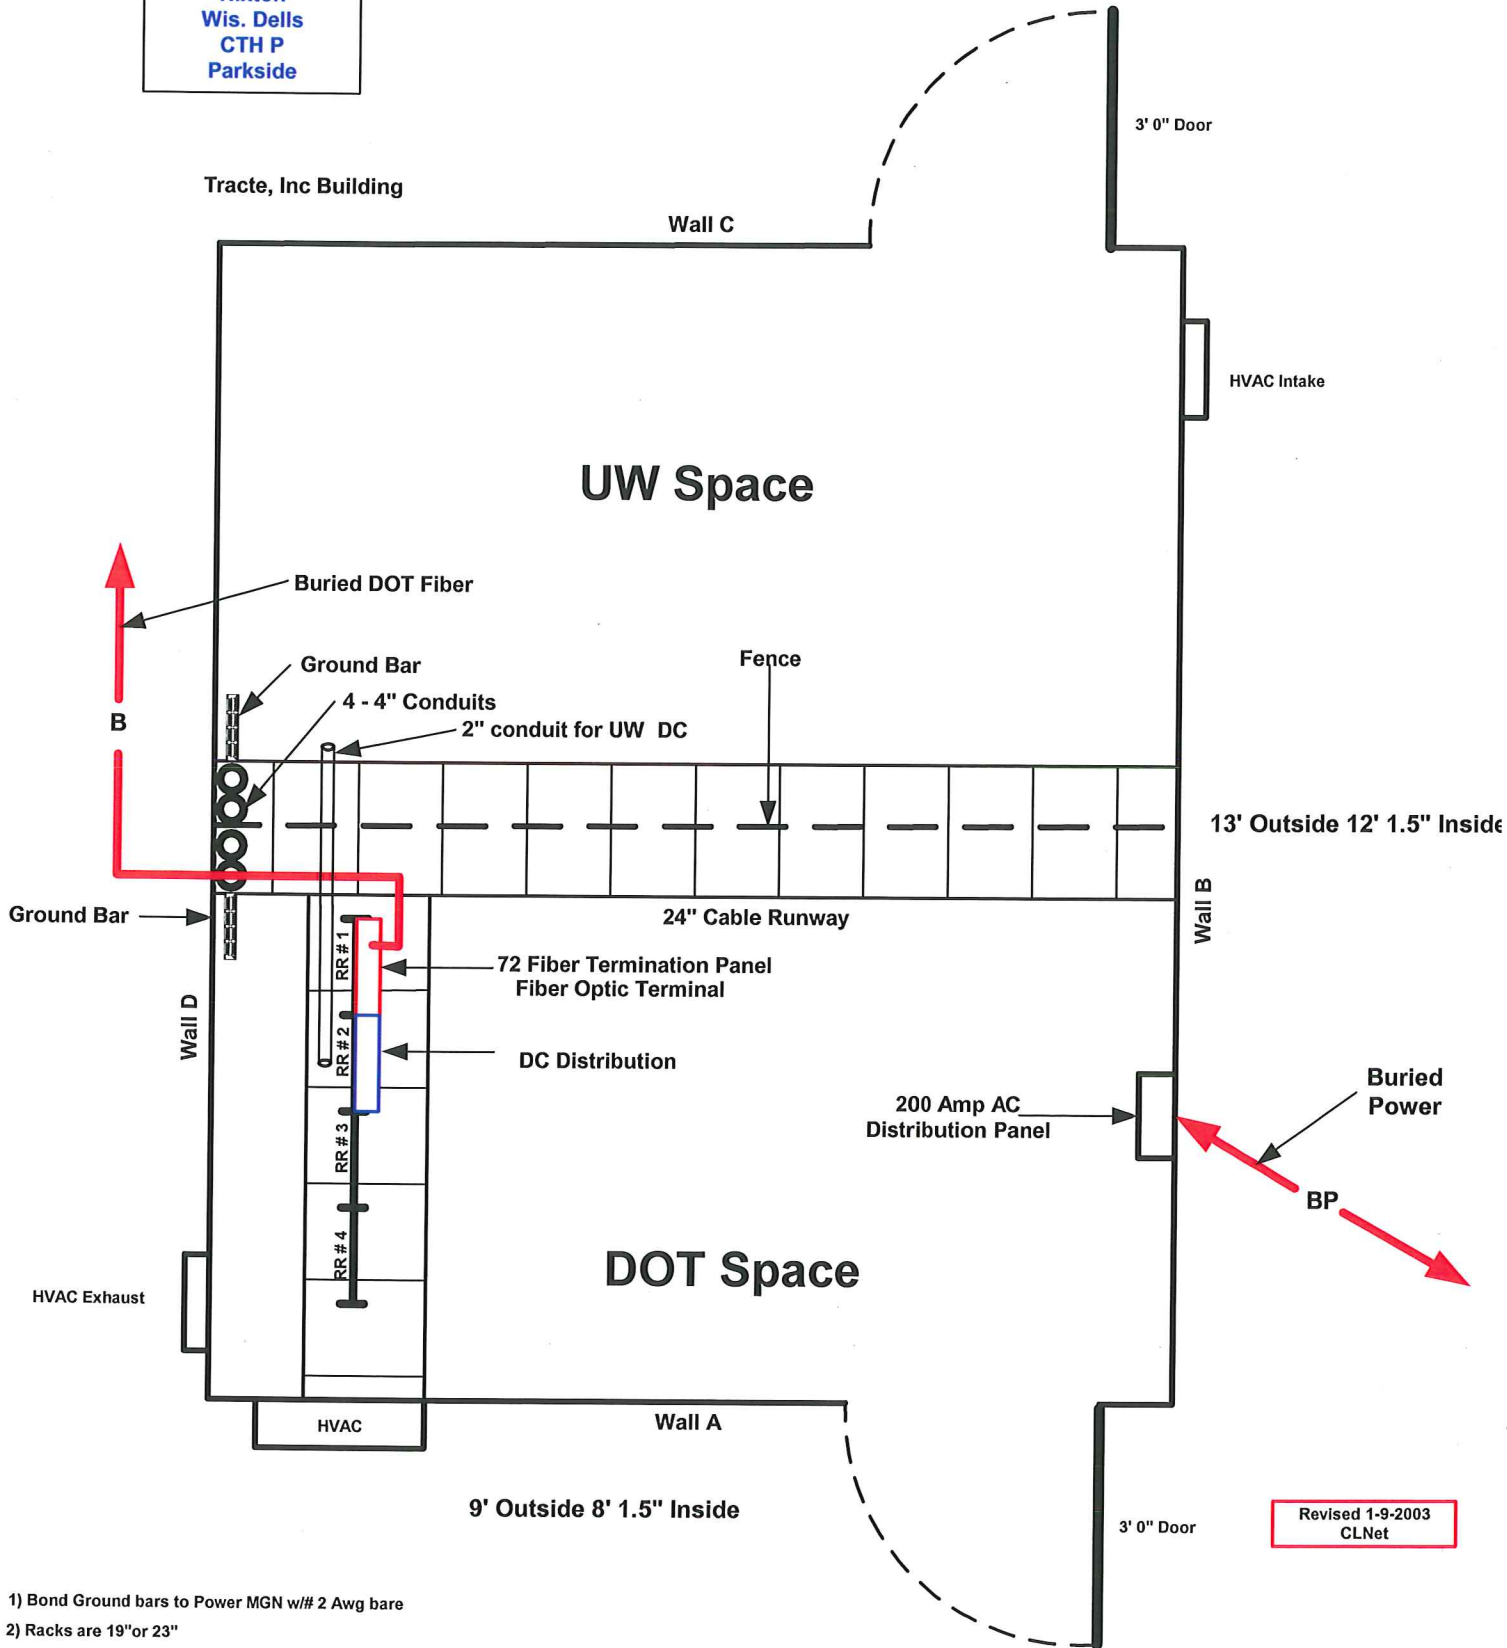 Wis. Dells
CTH P
Parkside
3' 0" Door
Tracte, Inc Building
Wall C
HVAC Intake
UW Space
Buried DOT Fiber
Ground Bar
Fence
4 - 4" Conduits
B
2" conduit for UW DC
13' Outside 12' 1.5" Inside
Wall B
Ground Bar
24" Cable Runway
RR # 1
72 Fiber Termination Panel
Fiber Optic Terminal
Wall D
RR # 2
DC Distribution
200 Amp AC
Distribution Panel
Buried
Power
RR # 3
BP
RR # 4
DOT Space
HVAC Exhaust
HVAC
Wall A
9' Outside 8' 1.5" Inside
3' 0" Door
Revised 1-9-2003
CLNet
1) Bond Ground bars to Power MGN w/# 2 Awg bare
2) Racks are 19"or 23"